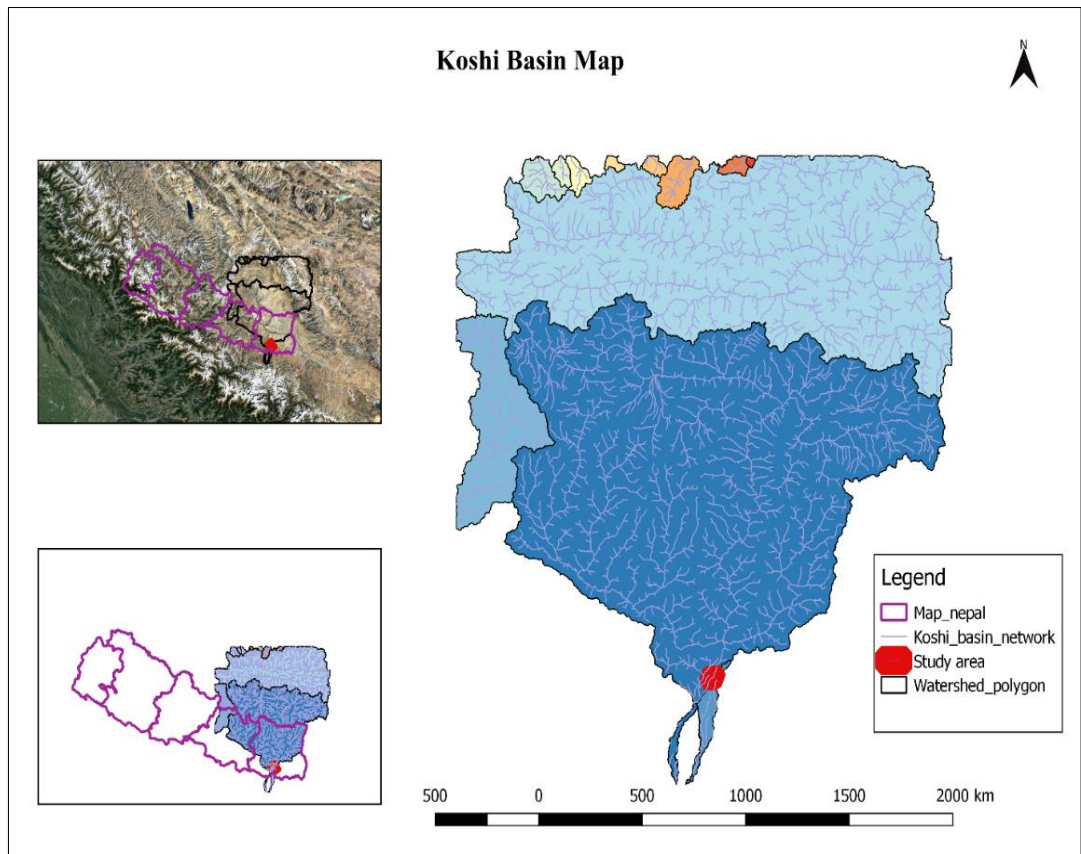 Koshi Basin Map
N
Legend
Map_nepal
Koshi_basin_network
Study area
Watershed_polygon
500 0 500 1000 1500 2000 km